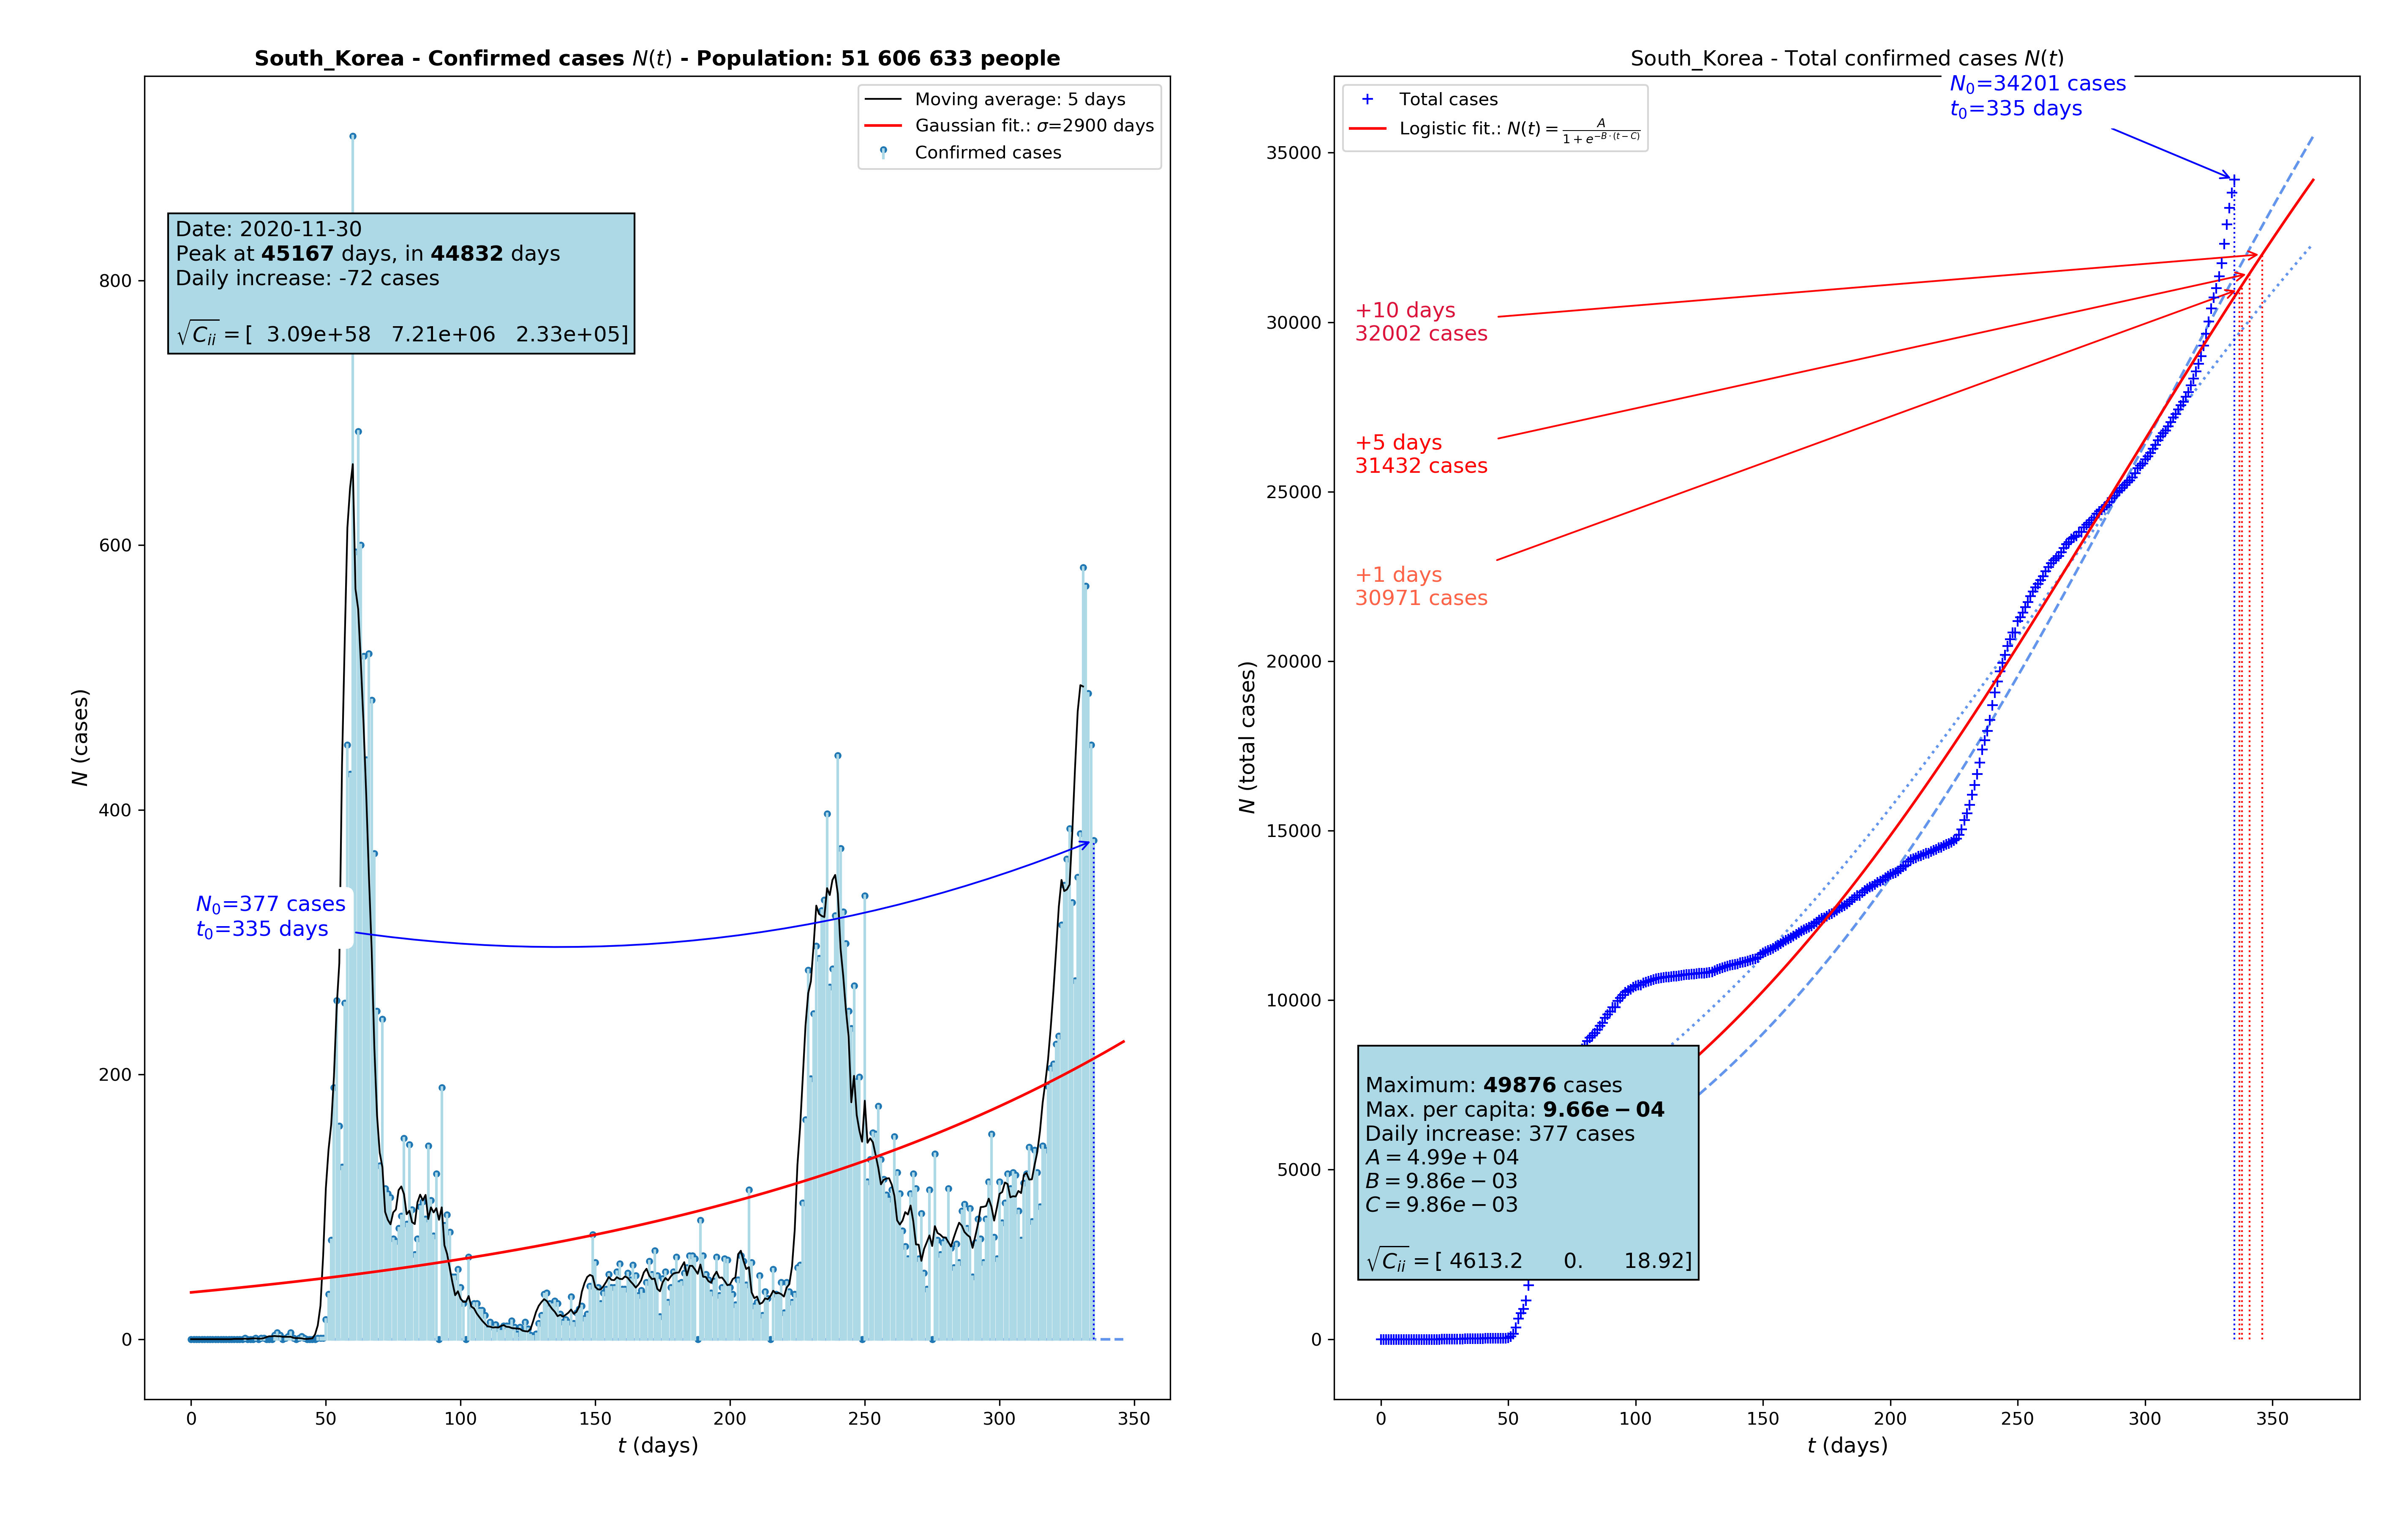 South_Korea - Confirmed cases N(t) - Population: 51 606 633 people
Moving average: 5 days
Gaussian fit.: σ=2900 days
Confirmed cases
Date: 2020-11-30
Peak at 45167 days, in 44832 days
Daily increase: -72 cases
√C_ii = [ 3.09e+58 7.21e+06 2.33e+05]
N_0=377 cases
t_0=335 days
800
600
400
200
0
N (cases)
0 50 100 150 200 250 300 350
t (days)
South_Korea - Total confirmed cases N(t)
Total cases
Logistic fit.: N(t) = A / (1 + e^{-B·(t-C)})
N_0=34201 cases
t_0=335 days
+10 days
32002 cases
+5 days
31432 cases
+1 days
30971 cases
Maximum: 49876 cases
Max. per capita: 9.66e − 04
Daily increase: 377 cases
A = 4.99e + 04
B = 9.86e − 03
C = 9.86e − 03
√C_ii = [ 4613.2 0. 18.92]
35000
30000
25000
20000
15000
10000
5000
0
N (total cases)
0 50 100 150 200 250 300 350
t (days)